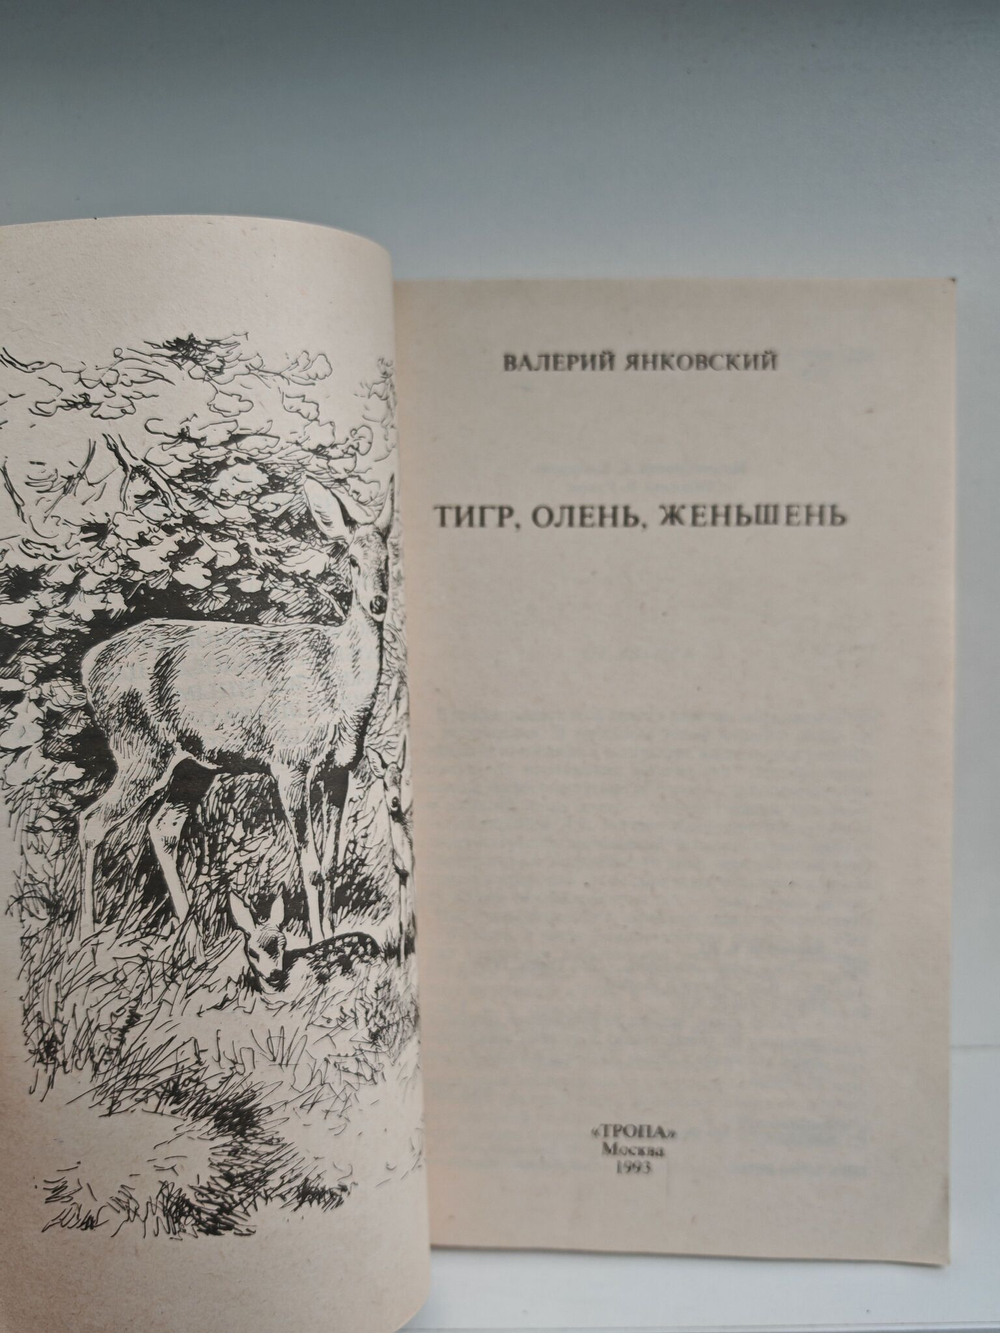 ВАЛЕРИЙ ЯНКОВСКИЙ
ТИГР, ОЛЕНЬ, ЖЕНЬШЕНЬ
«ТРОПА»
Москва
1993